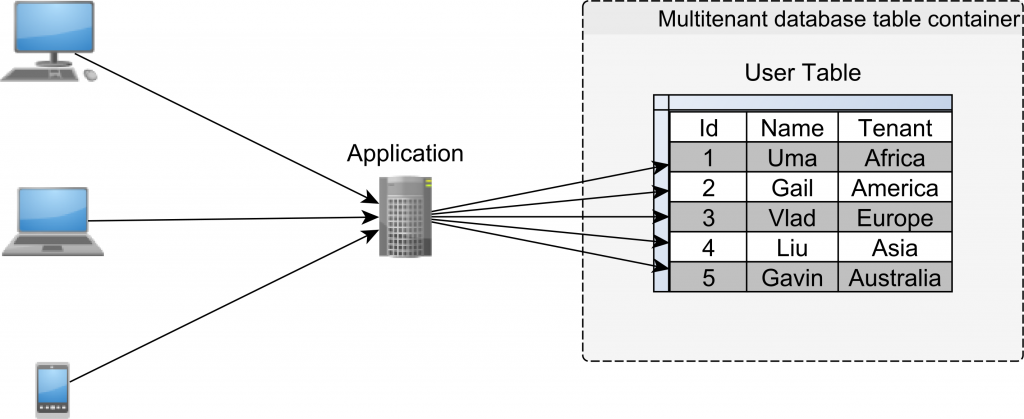 Multitenant database table container
User Table
Application
Id Name Tenant
1 Uma Africa
2 Gail America
3 Vlad Europe
4 Liu Asia
5 Gavin Australia